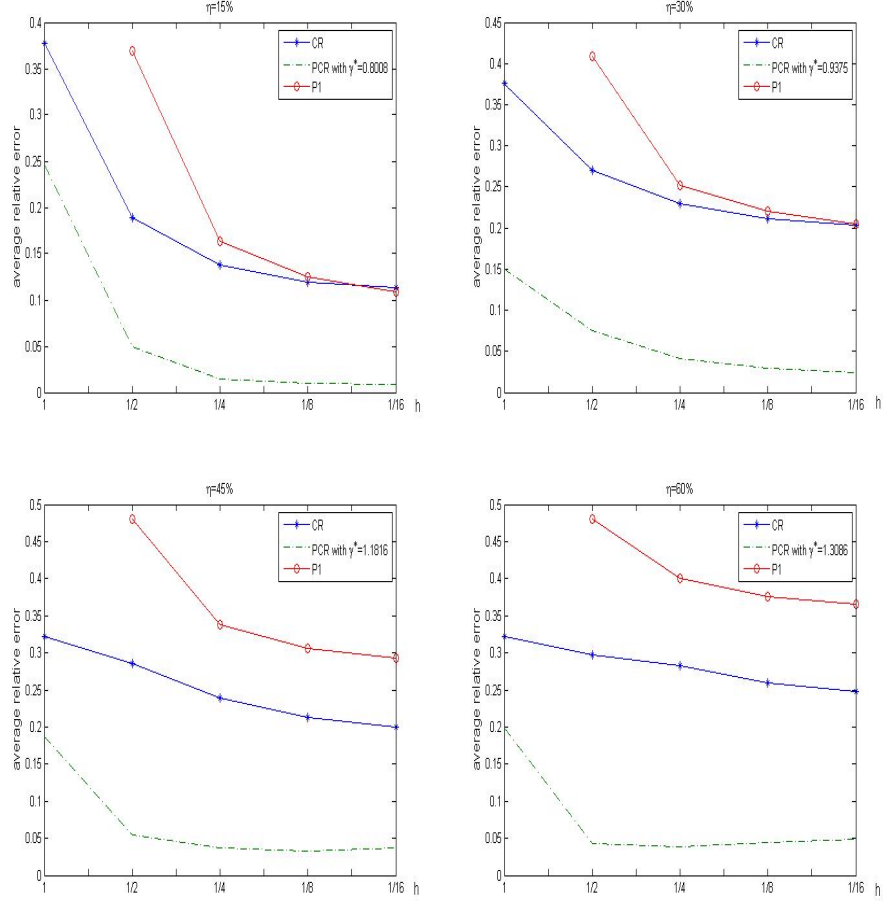 η=15%
average relative error
0.4
0.35
0.3
0.25
0.2
0.15
0.1
0.05
0
CR
PCR with γ*=0.8008
P1
1 1/2 1/4 1/8 1/16 h
η=30%
average relative error
0.45
0.4
0.35
0.3
0.25
0.2
0.15
0.1
0.05
0
CR
PCR with γ*=0.9375
P1
1 1/2 1/4 1/8 1/16 h
η=45%
average relative error
0.5
0.45
0.4
0.35
0.3
0.25
0.2
0.15
0.1
0.05
0
CR
PCR with γ*=1.1816
P1
1 1/2 1/4 1/8 1/16 h
η=60%
average relative error
0.5
0.45
0.4
0.35
0.3
0.25
0.2
0.15
0.1
0.05
0
CR
PCR with γ*=1.3086
P1
1 1/2 1/4 1/8 1/16 h